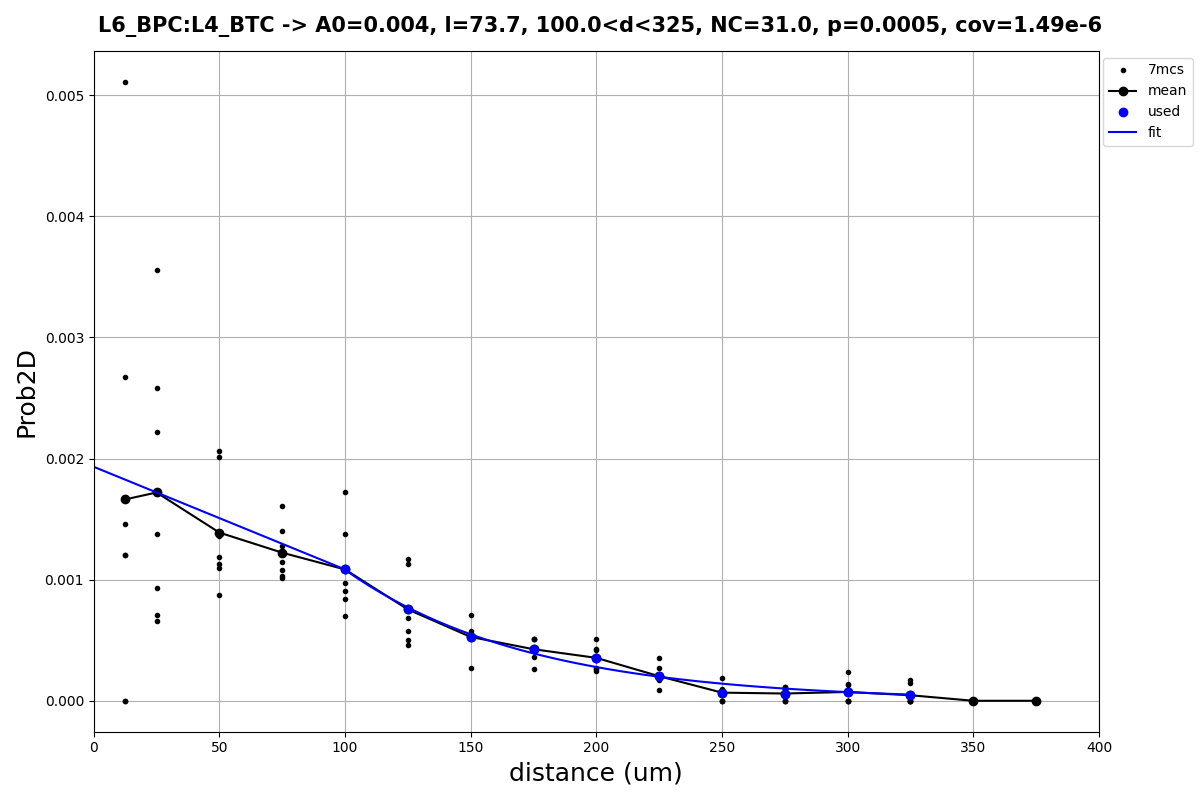 L6_BPC:L4_BTC -> A0=0.004, l=73.7, 100.0<d<325, NC=31.0, p=0.0005, cov=1.49e-6
7mcs
mean
used
fit
0.005
0.004
0.003
0.002
0.001
0.000
Prob2D
0
50
100
150
200
250
300
350
400
distance (um)